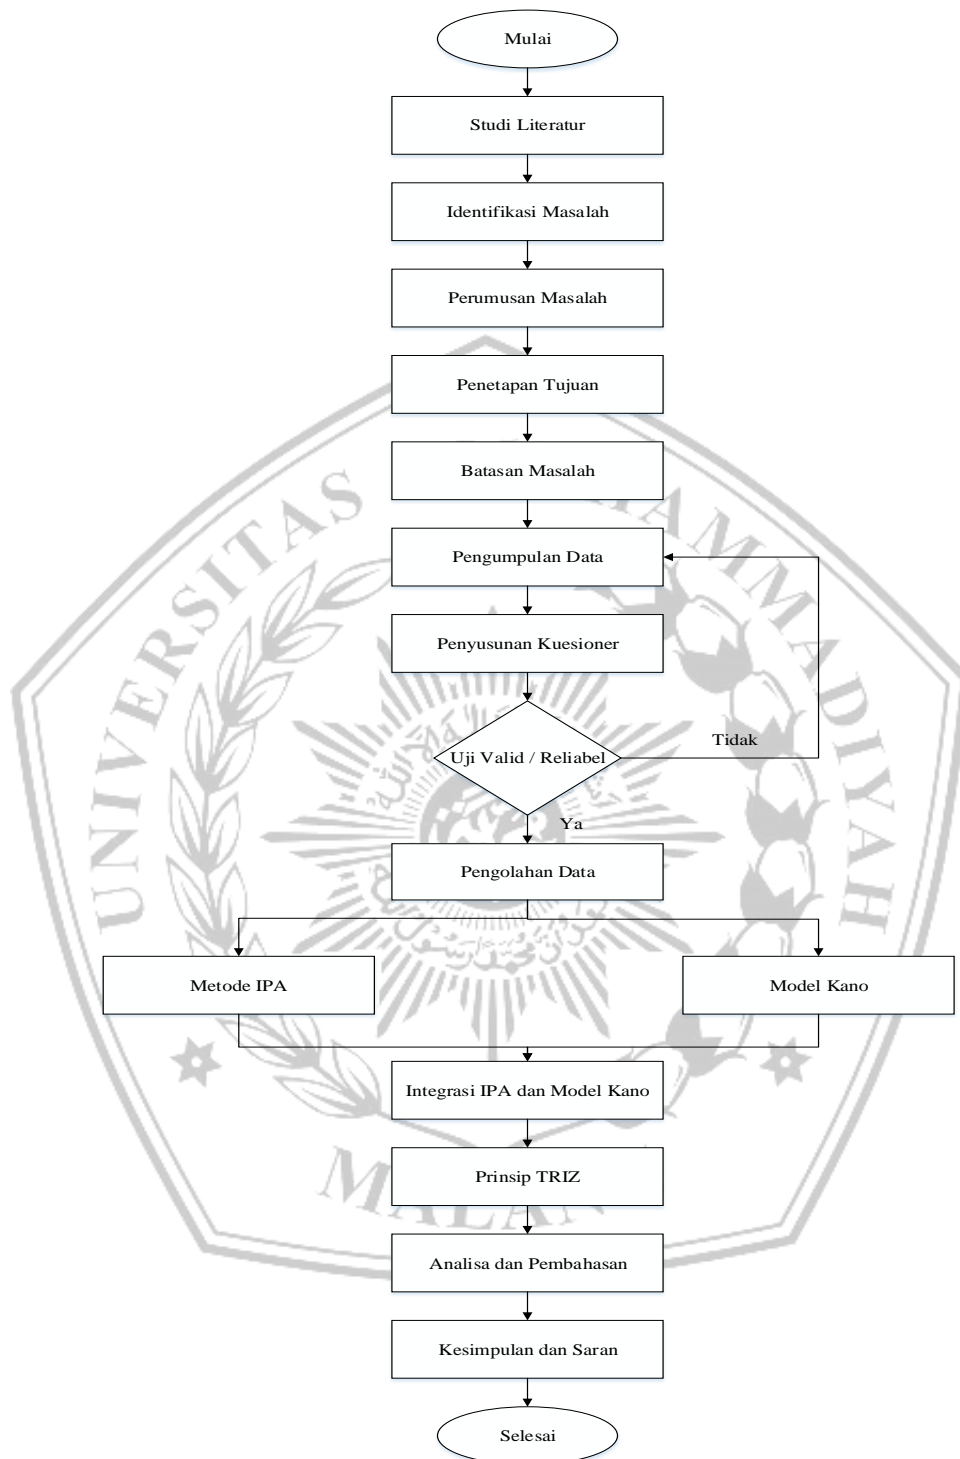 Mulai
Studi Literatur
Identifikasi Masalah
Perumusan Masalah
Penetapan Tujuan
Batasan Masalah
UNIVERSITAS
Pengumpulan Data
Penyusunan Kuesioner
Tidak
Uji Valid / Reliabel
Ya
Pengolahan Data
Metode IPA
Model Kano
Integrasi IPA dan Model Kano
Prinsip TRIZ
Analisa dan Pembahasan
Kesimpulan dan Saran
Selesai